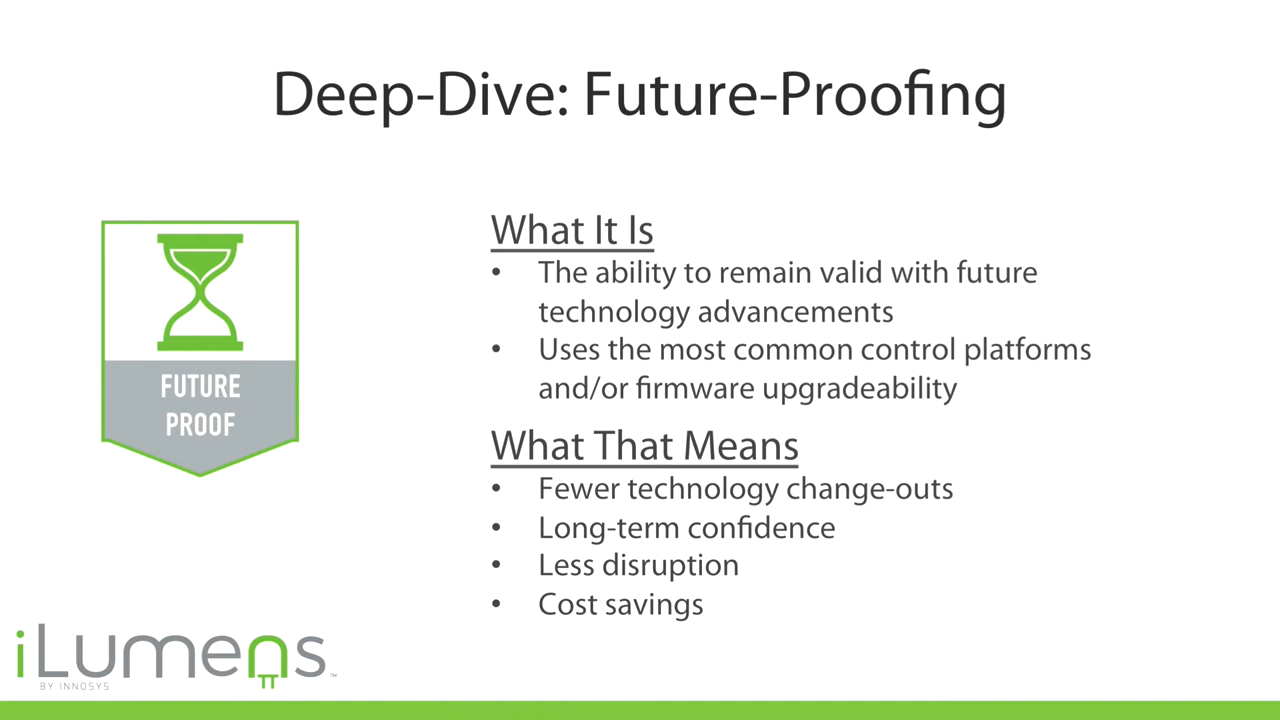 Deep-Dive: Future-Proofing
FUTURE
PROOF
What It Is
• The ability to remain valid with future
technology advancements
• Uses the most common control platforms
and/or firmware upgradeability
What That Means
• Fewer technology change-outs
• Long-term confidence
• Less disruption
• Cost savings
iLumens™
BY INNOSYS